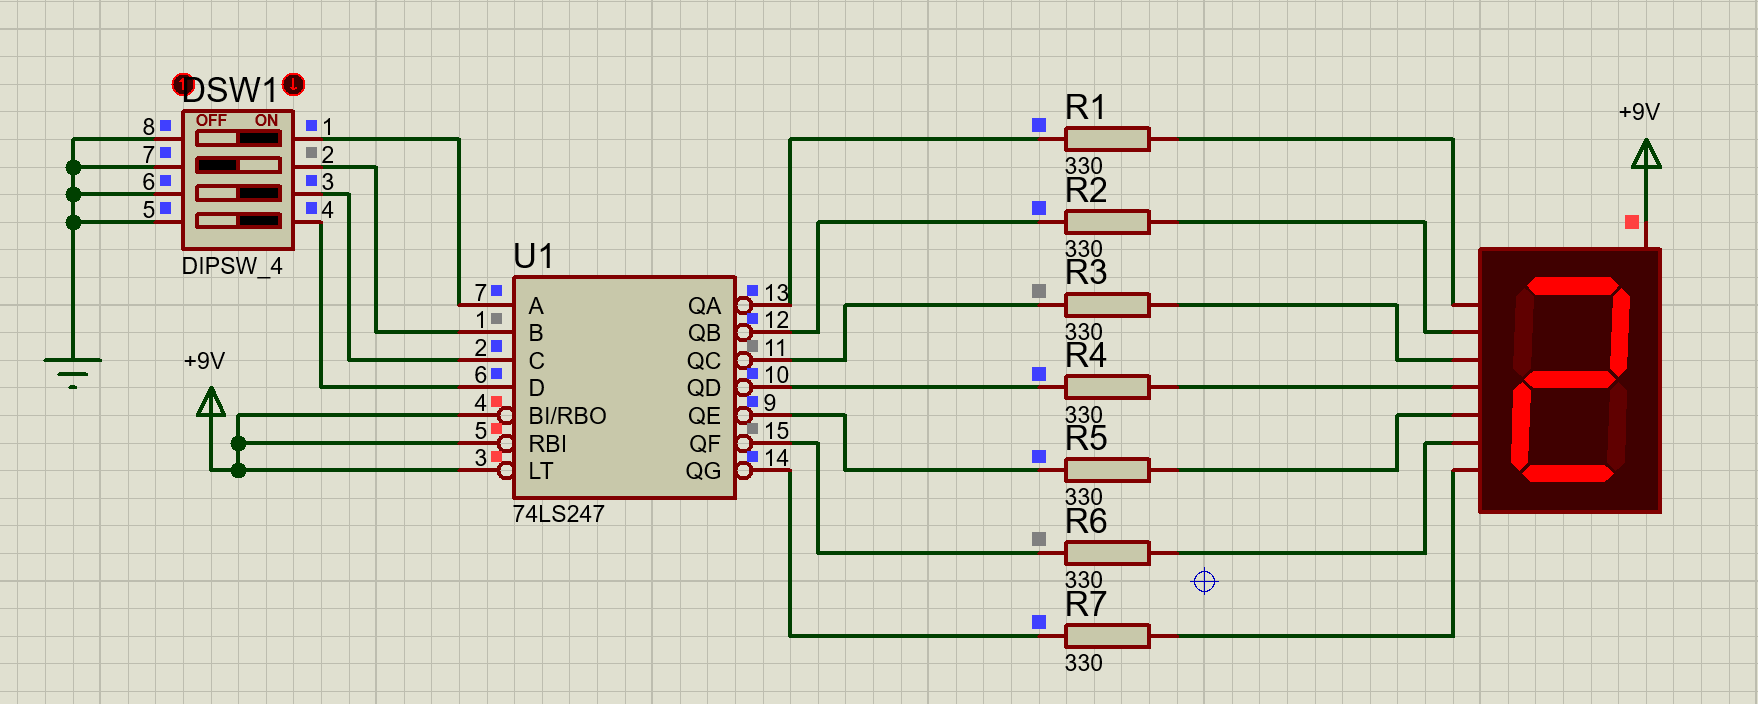 DSW1
OFF ON
8 1
7 2
6 3
5 4
DIPSW_4
+9V
U1
7 A QA 13
1 B QB 12
2 C QC 11
6 D QD 10
4 BI/RBO QE 9
5 RBI QF 15
3 LT QG 14
74LS247
R1
330
R2
330
R3
330
R4
330
R5
330
R6
330
R7
330
+9V